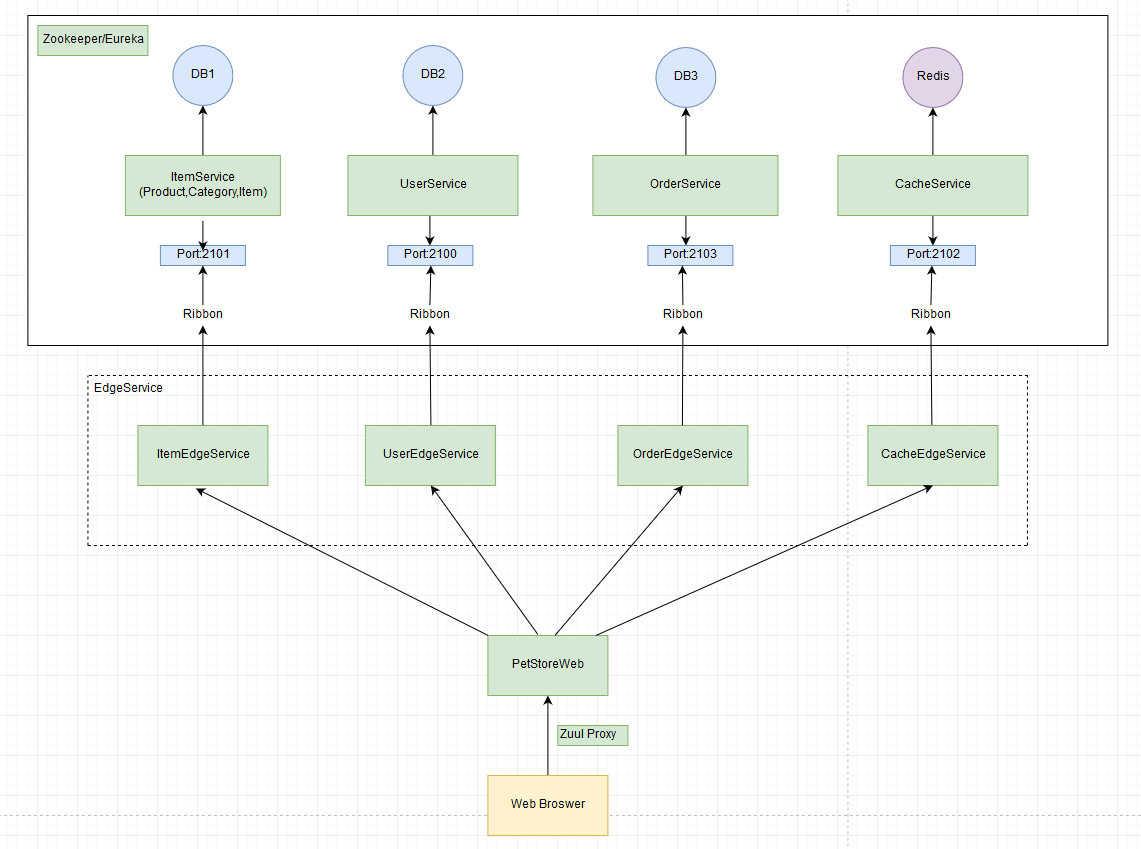 Zookeeper/Eureka
DB1
DB2
DB3
Redis
ItemService
(Product,Category,Item)
UserService
OrderService
CacheService
Port:2101
Port:2100
Port:2103
Port:2102
Ribbon
Ribbon
Ribbon
Ribbon
EdgeService
ItemEdgeService
UserEdgeService
OrderEdgeService
CacheEdgeService
PetStoreWeb
Zuul Proxy
Web Broswer